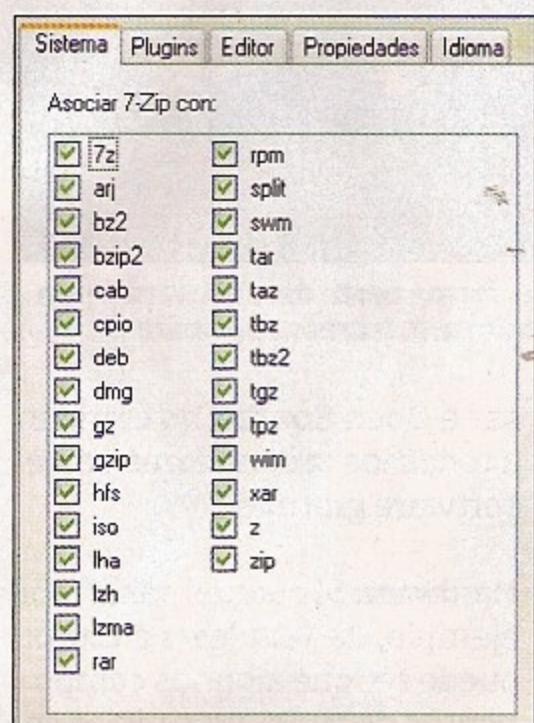 Sistema Plugins Editor Propiedades Idioma
Asociar 7-Zip con:
7z
arj
bz2
bzip2
cab
cpio
deb
dmg
gz
gzip
hfs
iso
lha
lzh
lzma
rar
rpm
split
swm
tar
taz
tbz
tbz2
tgz
tpz
wim
xar
z
zip